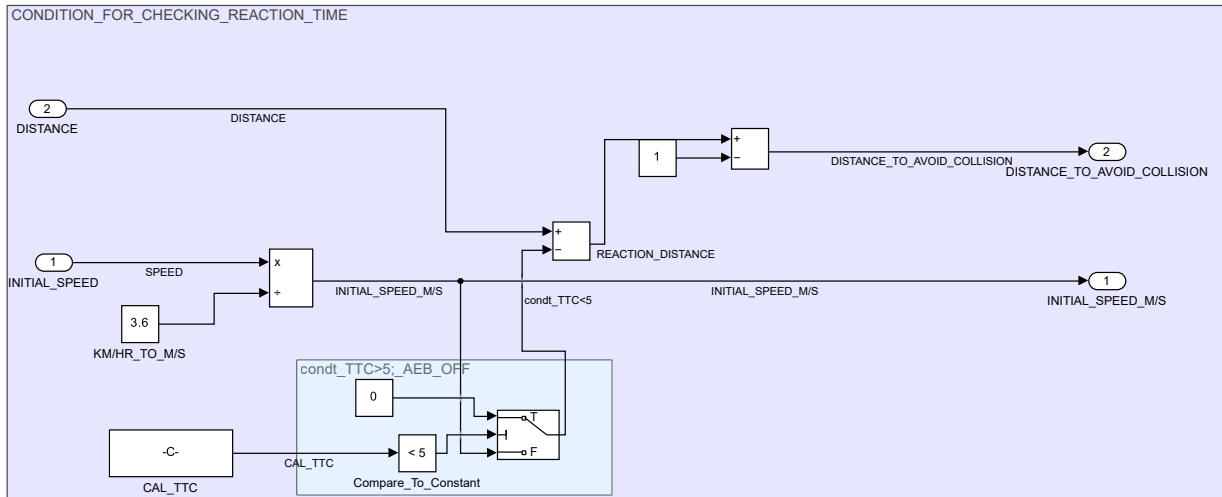 CONDITION_FOR_CHECKING_REACTION_TIME
2
DISTANCE
DISTANCE
1
+
−
DISTANCE_TO_AVOID_COLLISION
2
DISTANCE_TO_AVOID_COLLISION
+
−
REACTION_DISTANCE
1
INITIAL_SPEED
SPEED
x
÷
INITIAL_SPEED_M/S
condt_TTC<5
INITIAL_SPEED_M/S
1
INITIAL_SPEED_M/S
3.6
KM/HR_TO_M/S
condt_TTC>5;_AEB_OFF
0
T
F
-C-
CAL_TTC
CAL_TTC
< 5
Compare_To_Constant